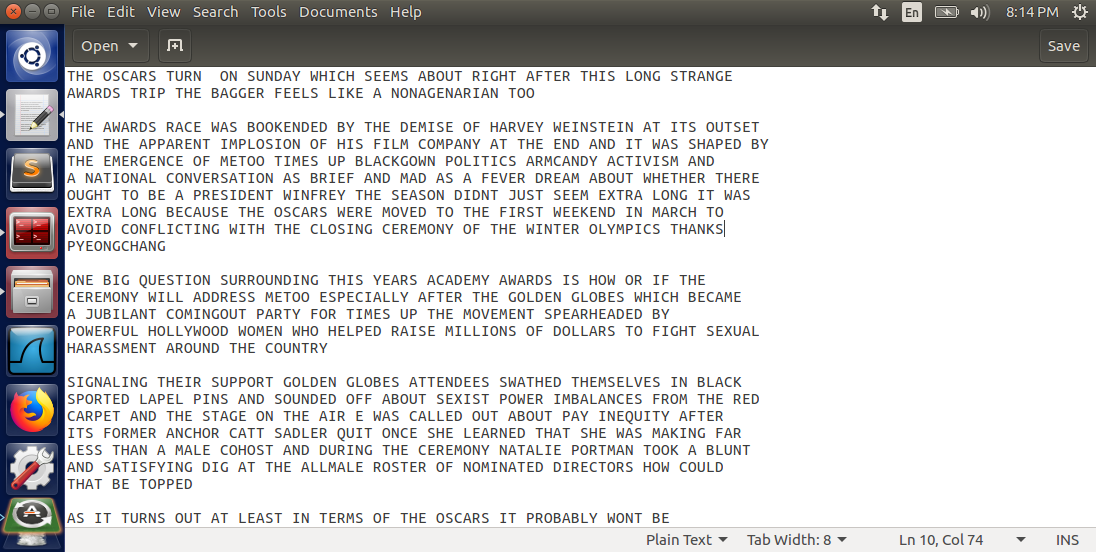 File Edit View Search Tools Documents Help En 8:14 PM
Open Save
THE OSCARS TURN  ON SUNDAY WHICH SEEMS ABOUT RIGHT AFTER THIS LONG STRANGE
AWARDS TRIP THE BAGGER FEELS LIKE A NONAGENARIAN TOO

THE AWARDS RACE WAS BOOKENDED BY THE DEMISE OF HARVEY WEINSTEIN AT ITS OUTSET
AND THE APPARENT IMPLOSION OF HIS FILM COMPANY AT THE END AND IT WAS SHAPED BY
THE EMERGENCE OF METOO TIMES UP BLACKGOWN POLITICS ARMCANDY ACTIVISM AND
A NATIONAL CONVERSATION AS BRIEF AND MAD AS A FEVER DREAM ABOUT WHETHER THERE
OUGHT TO BE A PRESIDENT WINFREY THE SEASON DIDNT JUST SEEM EXTRA LONG IT WAS
EXTRA LONG BECAUSE THE OSCARS WERE MOVED TO THE FIRST WEEKEND IN MARCH TO
AVOID CONFLICTING WITH THE CLOSING CEREMONY OF THE WINTER OLYMPICS THANKS
PYEONGCHANG

ONE BIG QUESTION SURROUNDING THIS YEARS ACADEMY AWARDS IS HOW OR IF THE
CEREMONY WILL ADDRESS METOO ESPECIALLY AFTER THE GOLDEN GLOBES WHICH BECAME
A JUBILANT COMINGOUT PARTY FOR TIMES UP THE MOVEMENT SPEARHEADED BY
POWERFUL HOLLYWOOD WOMEN WHO HELPED RAISE MILLIONS OF DOLLARS TO FIGHT SEXUAL
HARASSMENT AROUND THE COUNTRY

SIGNALING THEIR SUPPORT GOLDEN GLOBES ATTENDEES SWATHED THEMSELVES IN BLACK
SPORTED LAPEL PINS AND SOUNDED OFF ABOUT SEXIST POWER IMBALANCES FROM THE RED
CARPET AND THE STAGE ON THE AIR E WAS CALLED OUT ABOUT PAY INEQUITY AFTER
ITS FORMER ANCHOR CATT SADLER QUIT ONCE SHE LEARNED THAT SHE WAS MAKING FAR
LESS THAN A MALE COHOST AND DURING THE CEREMONY NATALIE PORTMAN TOOK A BLUNT
AND SATISFYING DIG AT THE ALLMALE ROSTER OF NOMINATED DIRECTORS HOW COULD
THAT BE TOPPED

AS IT TURNS OUT AT LEAST IN TERMS OF THE OSCARS IT PROBABLY WONT BE
Plain Text Tab Width: 8 Ln 10, Col 74 INS